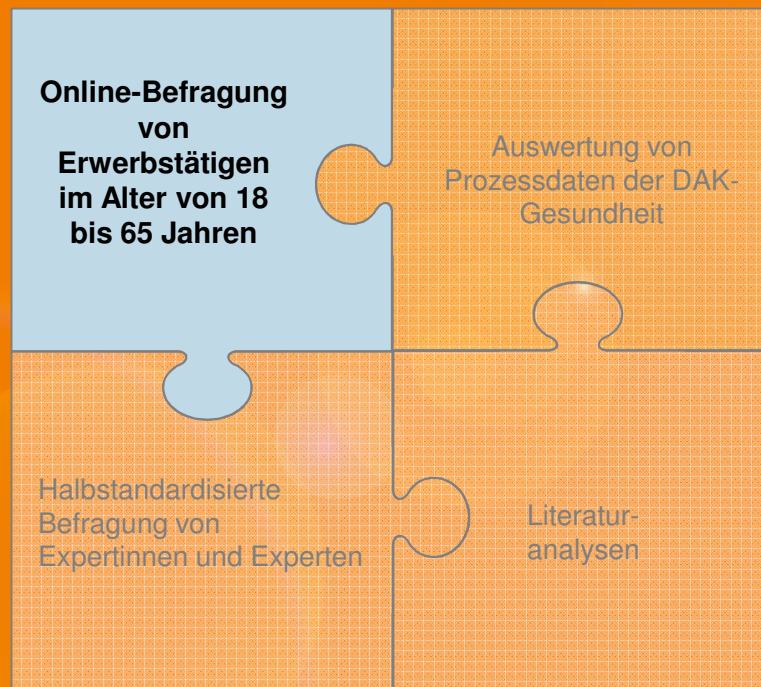 Online-Befragung
von
Erwerbstätigen
im Alter von 18
bis 65 Jahren
Auswertung von
Prozessdaten der DAK-
Gesundheit
Halbstandardisierte
Befragung von
Expertinnen und Experten
Literatur-
analysen